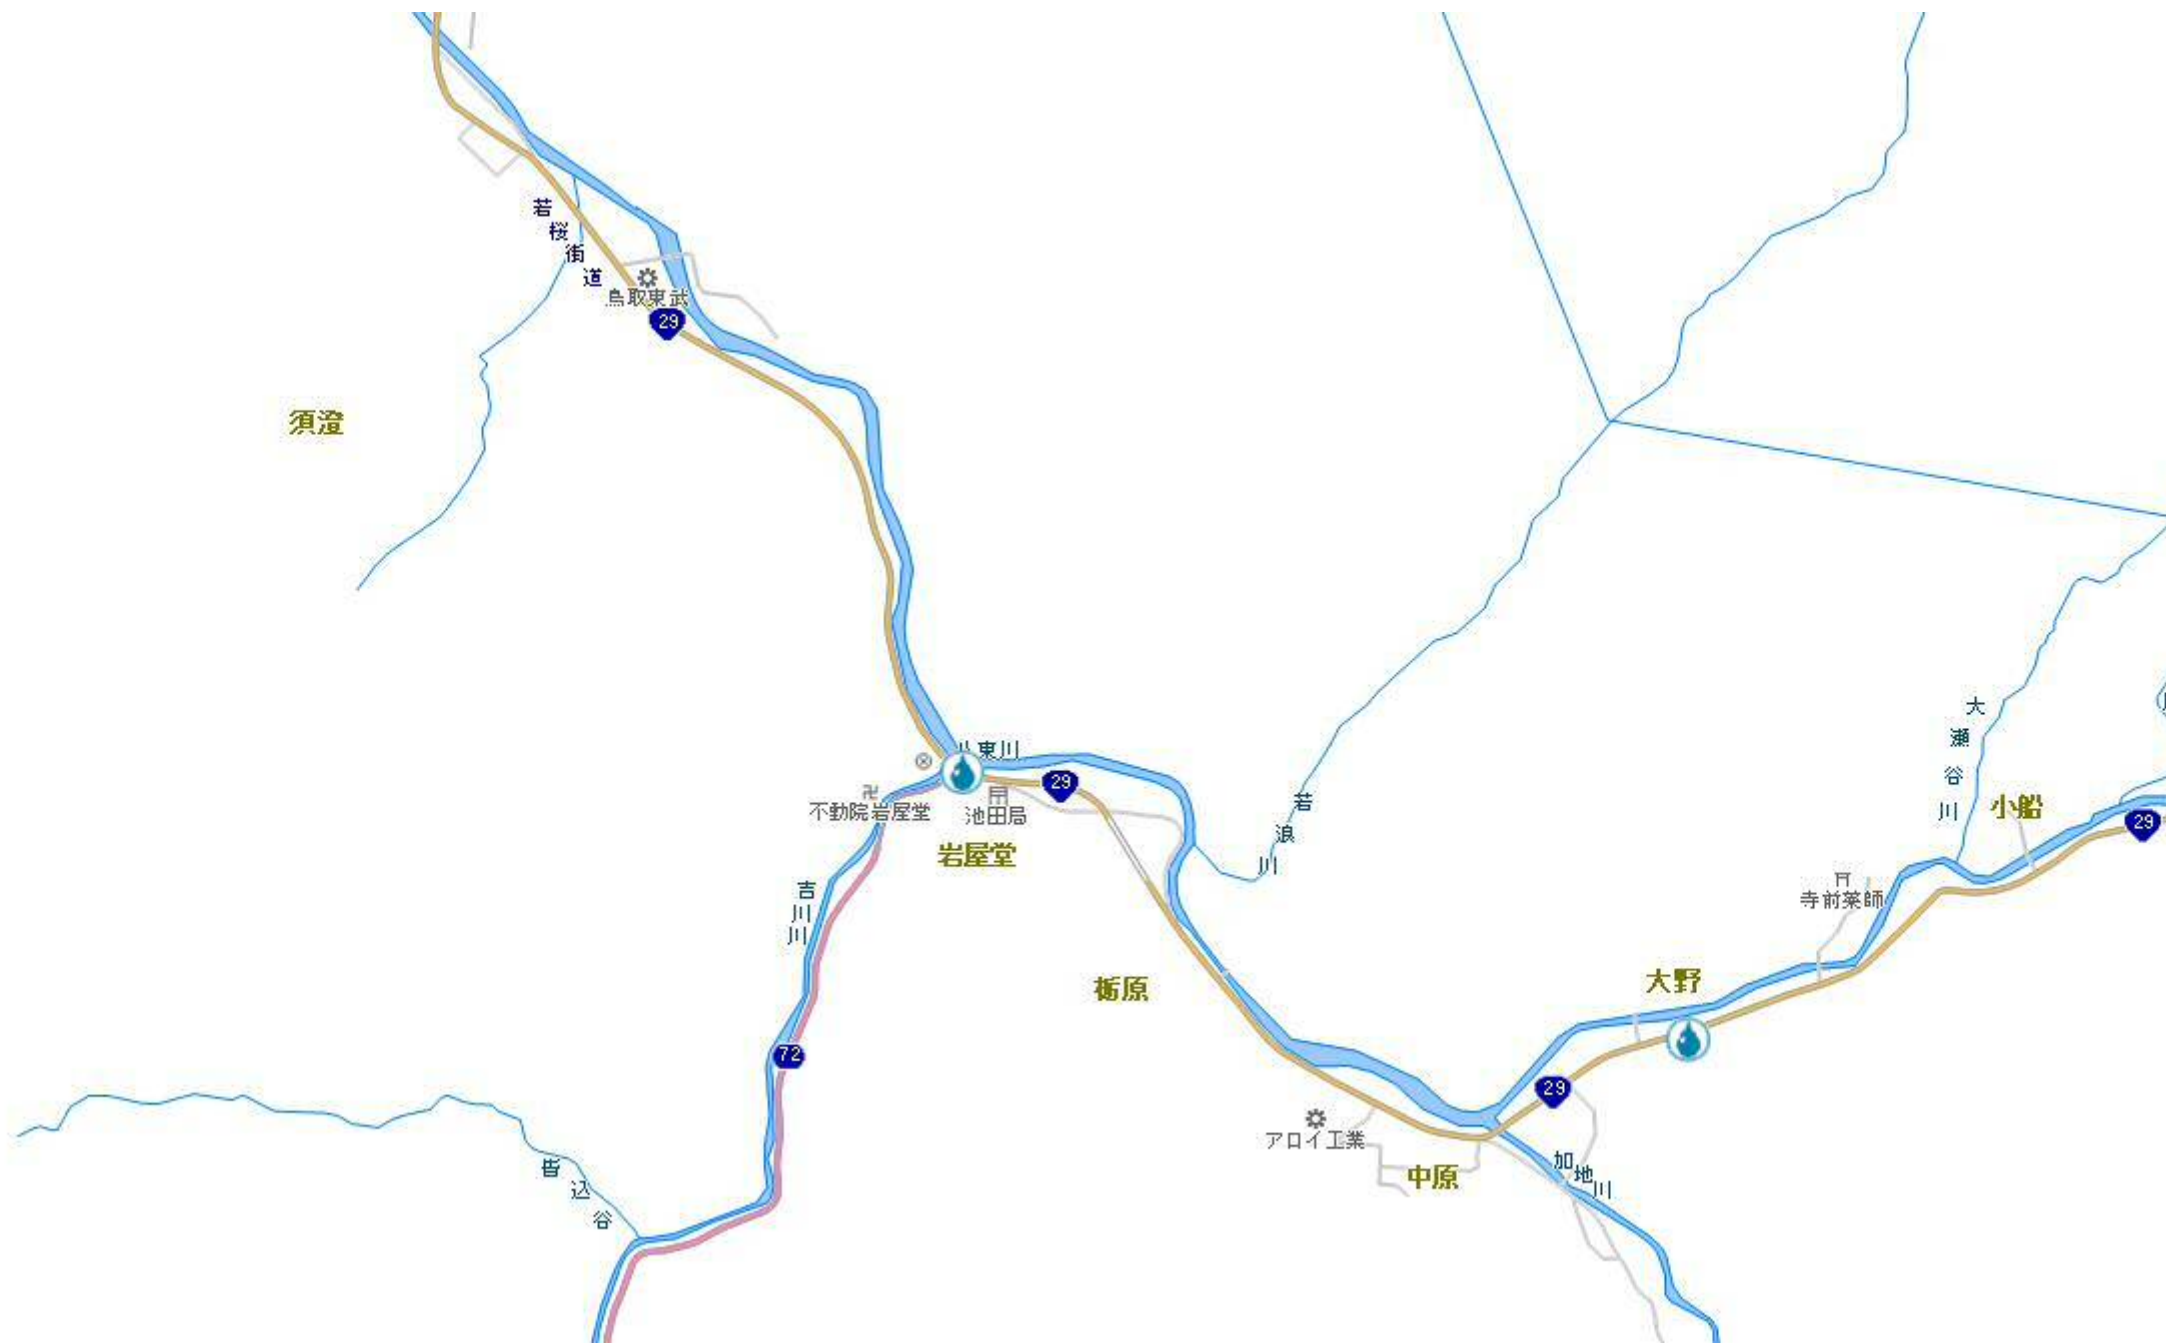 若桜街道
鳥取東武
29
須澄
八東川
29
不動院岩屋堂
池田局
岩屋堂
若浪川
大瀬谷川
小船
29
吉川川
寺前薬師
栃原
大野
72
29
アロイ工業
中原
加地川
皆込谷